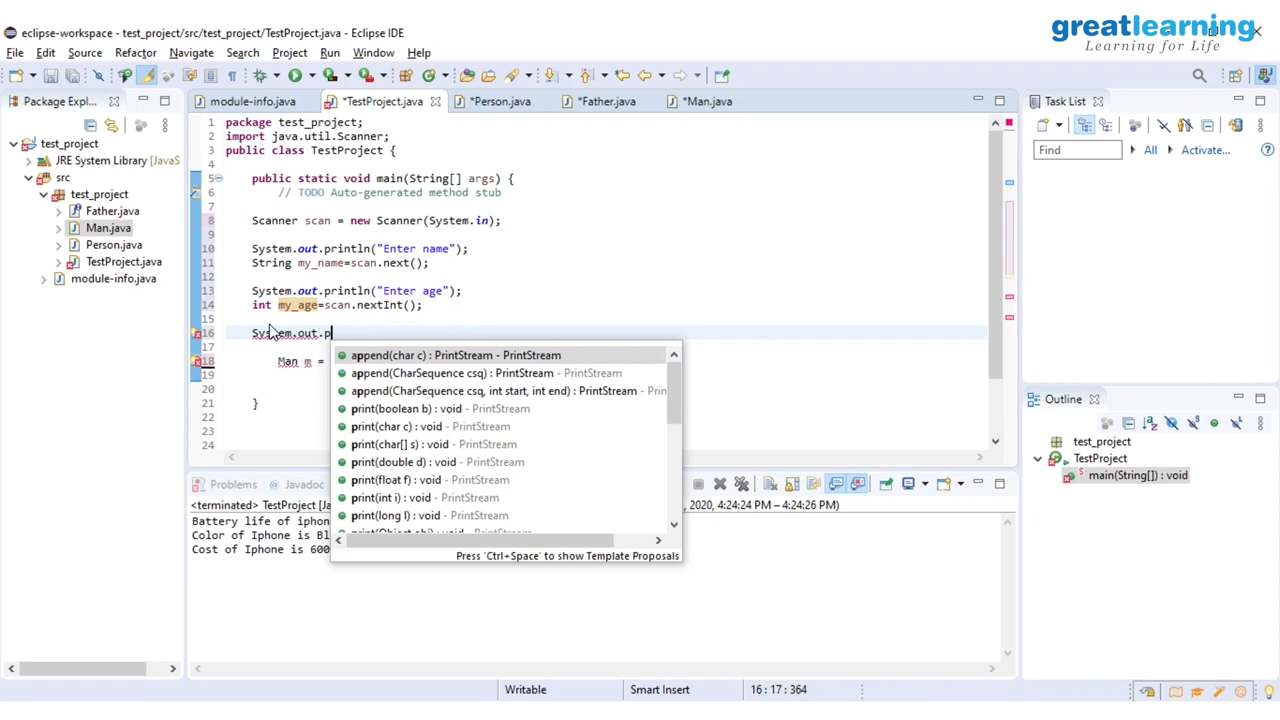 eclipse-workspace - test_project/src/test_project/TestProject.java - Eclipse IDE
greatlearning
Learning for Life
File Edit Source Refactor Navigate Search Project Run Window Help
Package Expl...
module-info.java
*TestProject.java
*Person.java
*Father.java
*Man.java
Task List
Find
All
Activate...
test_project
JRE System Library [JavaS
src
test_project
Father.java
Man.java
Person.java
TestProject.java
module-info.java
1 package test_project;
2 import java.util.Scanner;
3 public class TestProject {
4
5 public static void main(String[] args) {
6 // TODO Auto-generated method stub
8 Scanner scan = new Scanner(System.in);
9
10 System.out.println("Enter name");
11 String my_name=scan.next();
12
13 System.out.println("Enter age");
14 int my_age=scan.nextInt();
15
16 System.out.p
17
18 Man m =
19
20
21 }
22
23
24
append(char c) : PrintStream - PrintStream
append(CharSequence csq) : PrintStream - PrintStream
append(CharSequence csq, int start, int end) : PrintStream - Prin
print(boolean b) : void - PrintStream
print(char c) : void - PrintStream
print(char[] s) : void - PrintStream
print(double d) : void - PrintStream
print(float f) : void - PrintStream
print(int i) : void - PrintStream
print(long l) : void - PrintStream
print(Object obj) : void - PrintStream
Press 'Ctrl+Space' to show Template Proposals
Outline
test_project
TestProject
main(String[]) : void
Problems
Javadoc
<terminated> TestProject [Ja
, 2020, 4:24:24 PM – 4:24:26 PM)
Battery life of iphon
Color of Iphone is Bl
Cost of Iphone is 600
Writable
Smart Insert
16 : 17 : 364